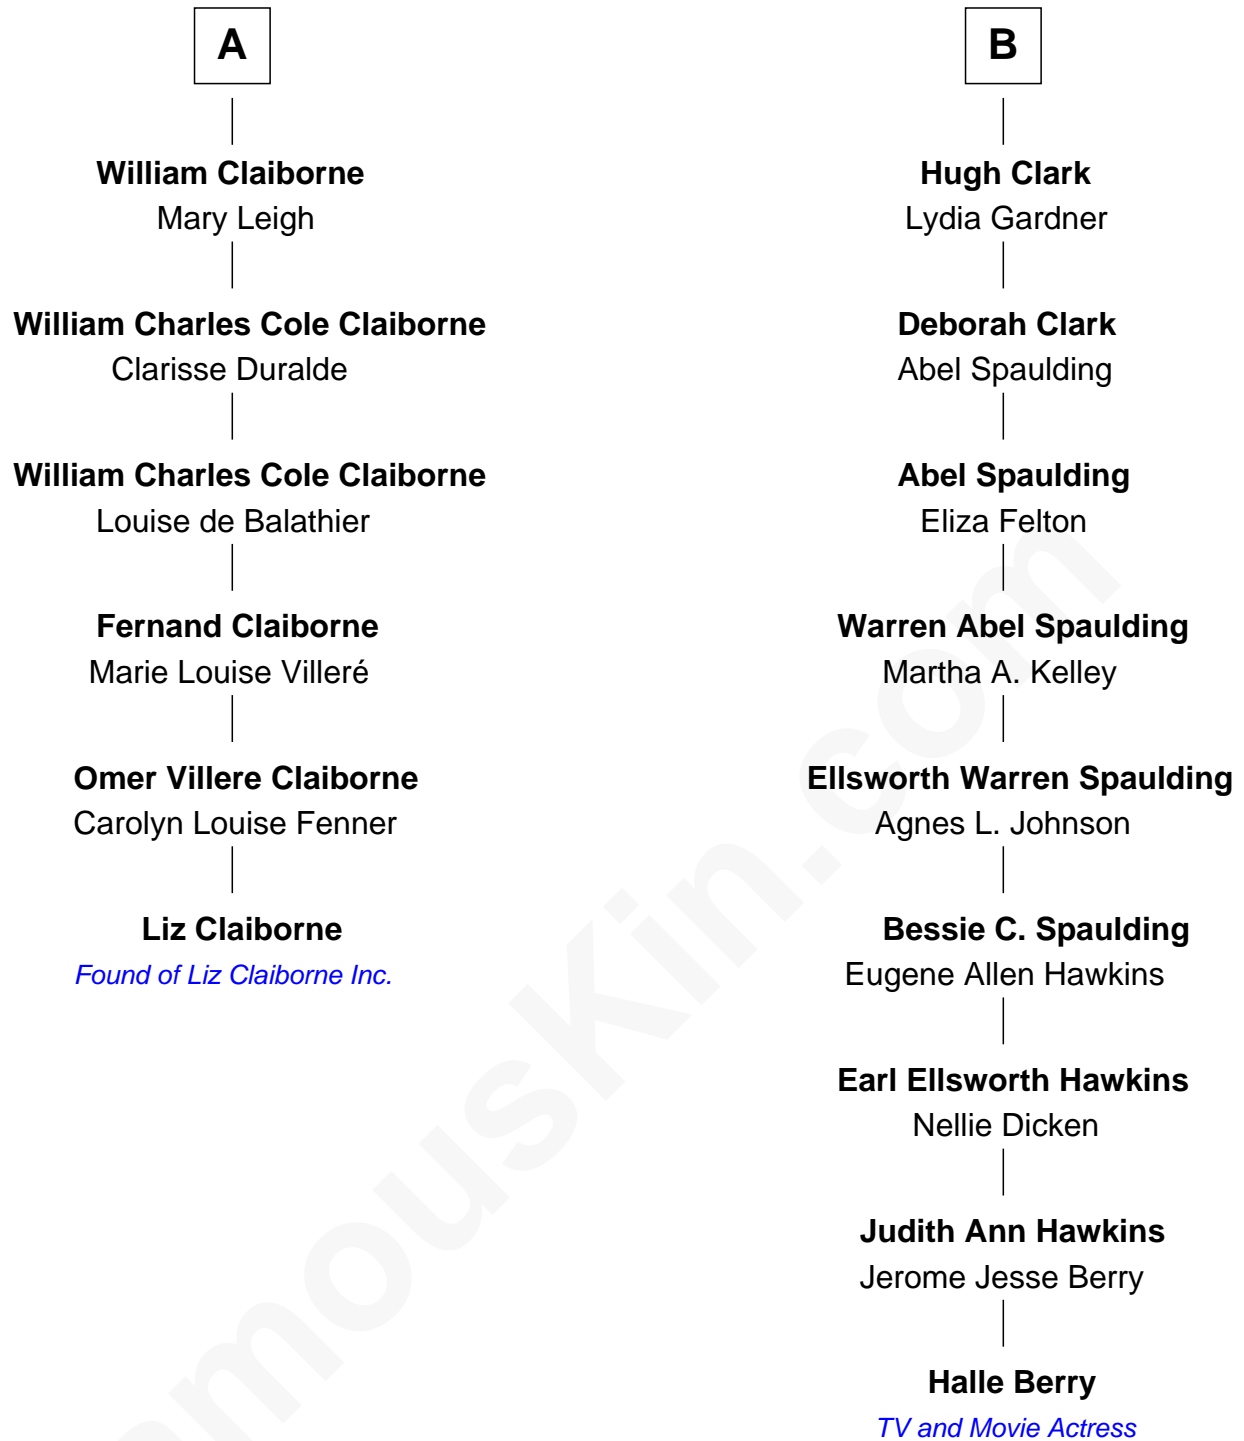 A
William Claiborne
Mary Leigh
William Charles Cole Claiborne
Clarisse Duralde
William Charles Cole Claiborne
Louise de Balathier
Fernand Claiborne
Marie Louise Villeré
Omer Villere Claiborne
Carolyn Louise Fenner
Liz Claiborne
Found of Liz Claiborne Inc.
B
Hugh Clark
Lydia Gardner
Deborah Clark
Abel Spaulding
Abel Spaulding
Eliza Felton
Warren Abel Spaulding
Martha A. Kelley
Ellsworth Warren Spaulding
Agnes L. Johnson
Bessie C. Spaulding
Eugene Allen Hawkins
Earl Ellsworth Hawkins
Nellie Dicken
Judith Ann Hawkins
Jerome Jesse Berry
Halle Berry
TV and Movie Actress
amouskin.com